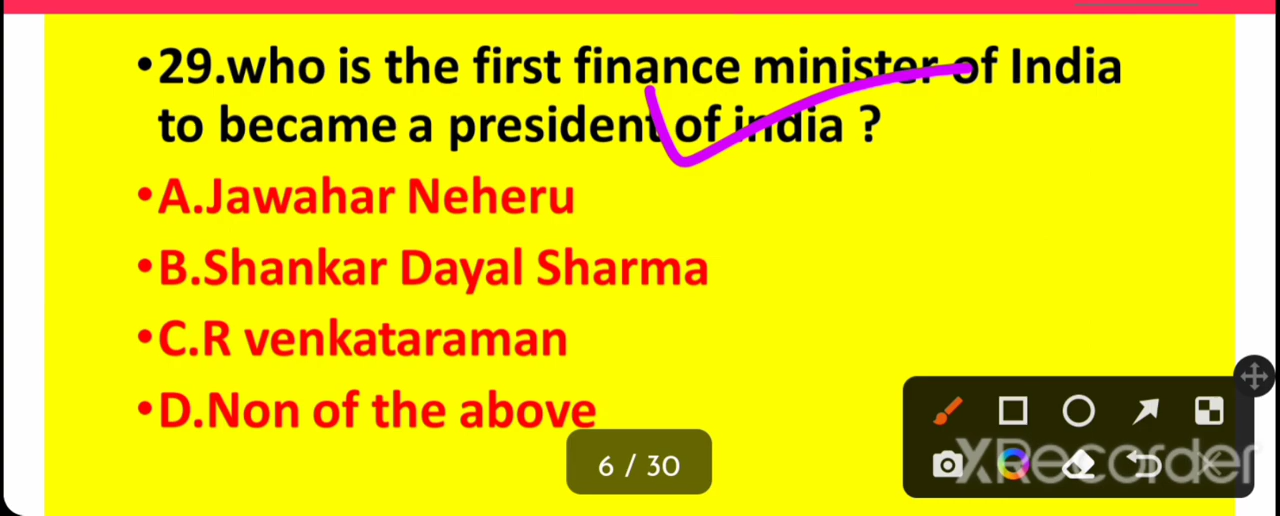 •29.who is the first finance minister of India
to became a president of india ?
•A.Jawahar Neheru
•B.Shankar Dayal Sharma
•C.R venkataraman
•D.Non of the above
6 / 30
XRecorder